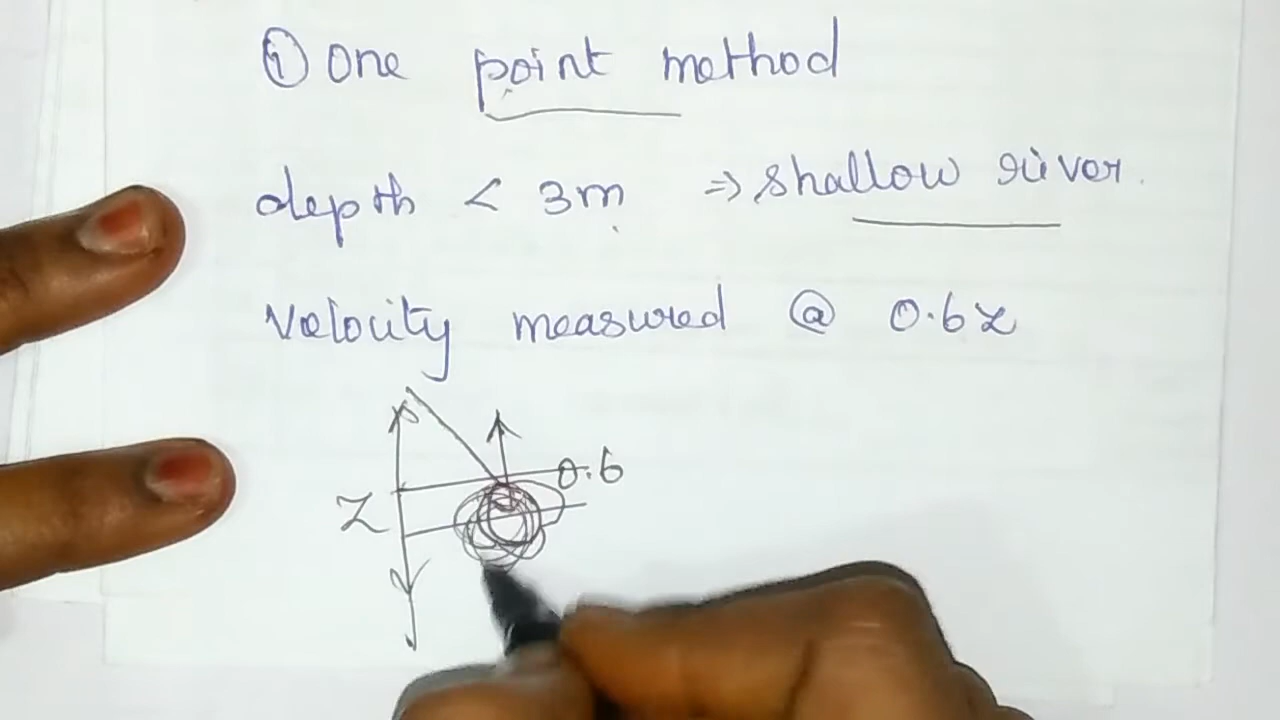 ① one point method
depth < 3m ⇒ shallow river.
Velocity measured @ 0.6z
0.6
Z